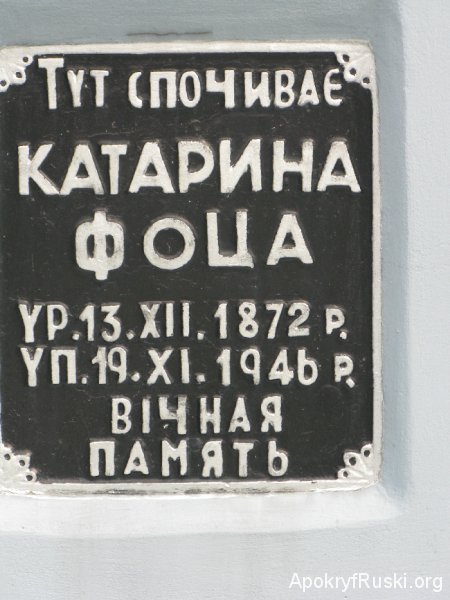 Тут спочиває
КАТАРИНА
ФОЦА
УР.13.XII.1872 р.
УП.19.XI.1946 р.
ВІЧНАЯ
ПАМЯТЬ
ApokryfRuski.org